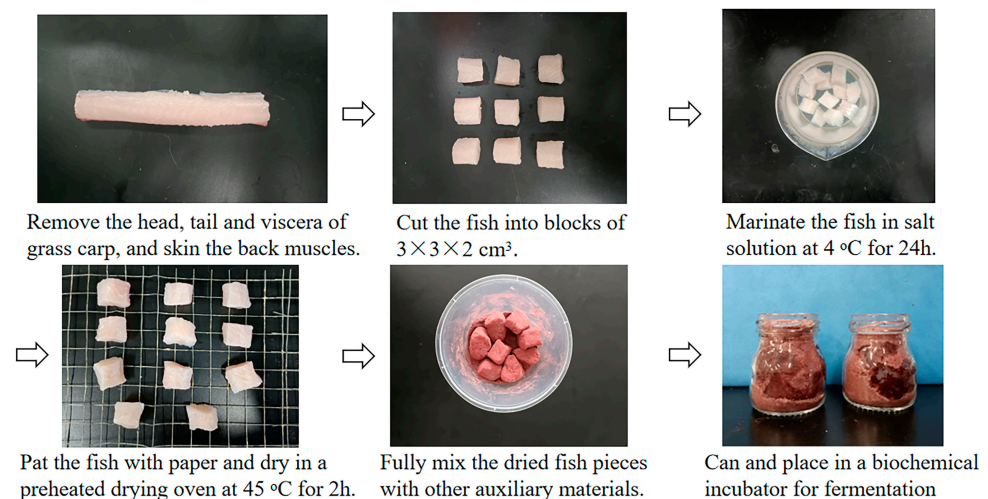 Remove the head, tail and viscera of
grass carp, and skin the back muscles.
Cut the fish into blocks of
3×3×2 cm³.
Marinate the fish in salt
solution at 4 ºC for 24h.
Pat the fish with paper and dry in a
preheated drying oven at 45 ºC for 2h.
Fully mix the dried fish pieces
with other auxiliary materials.
Can and place in a biochemical
incubator for fermentation